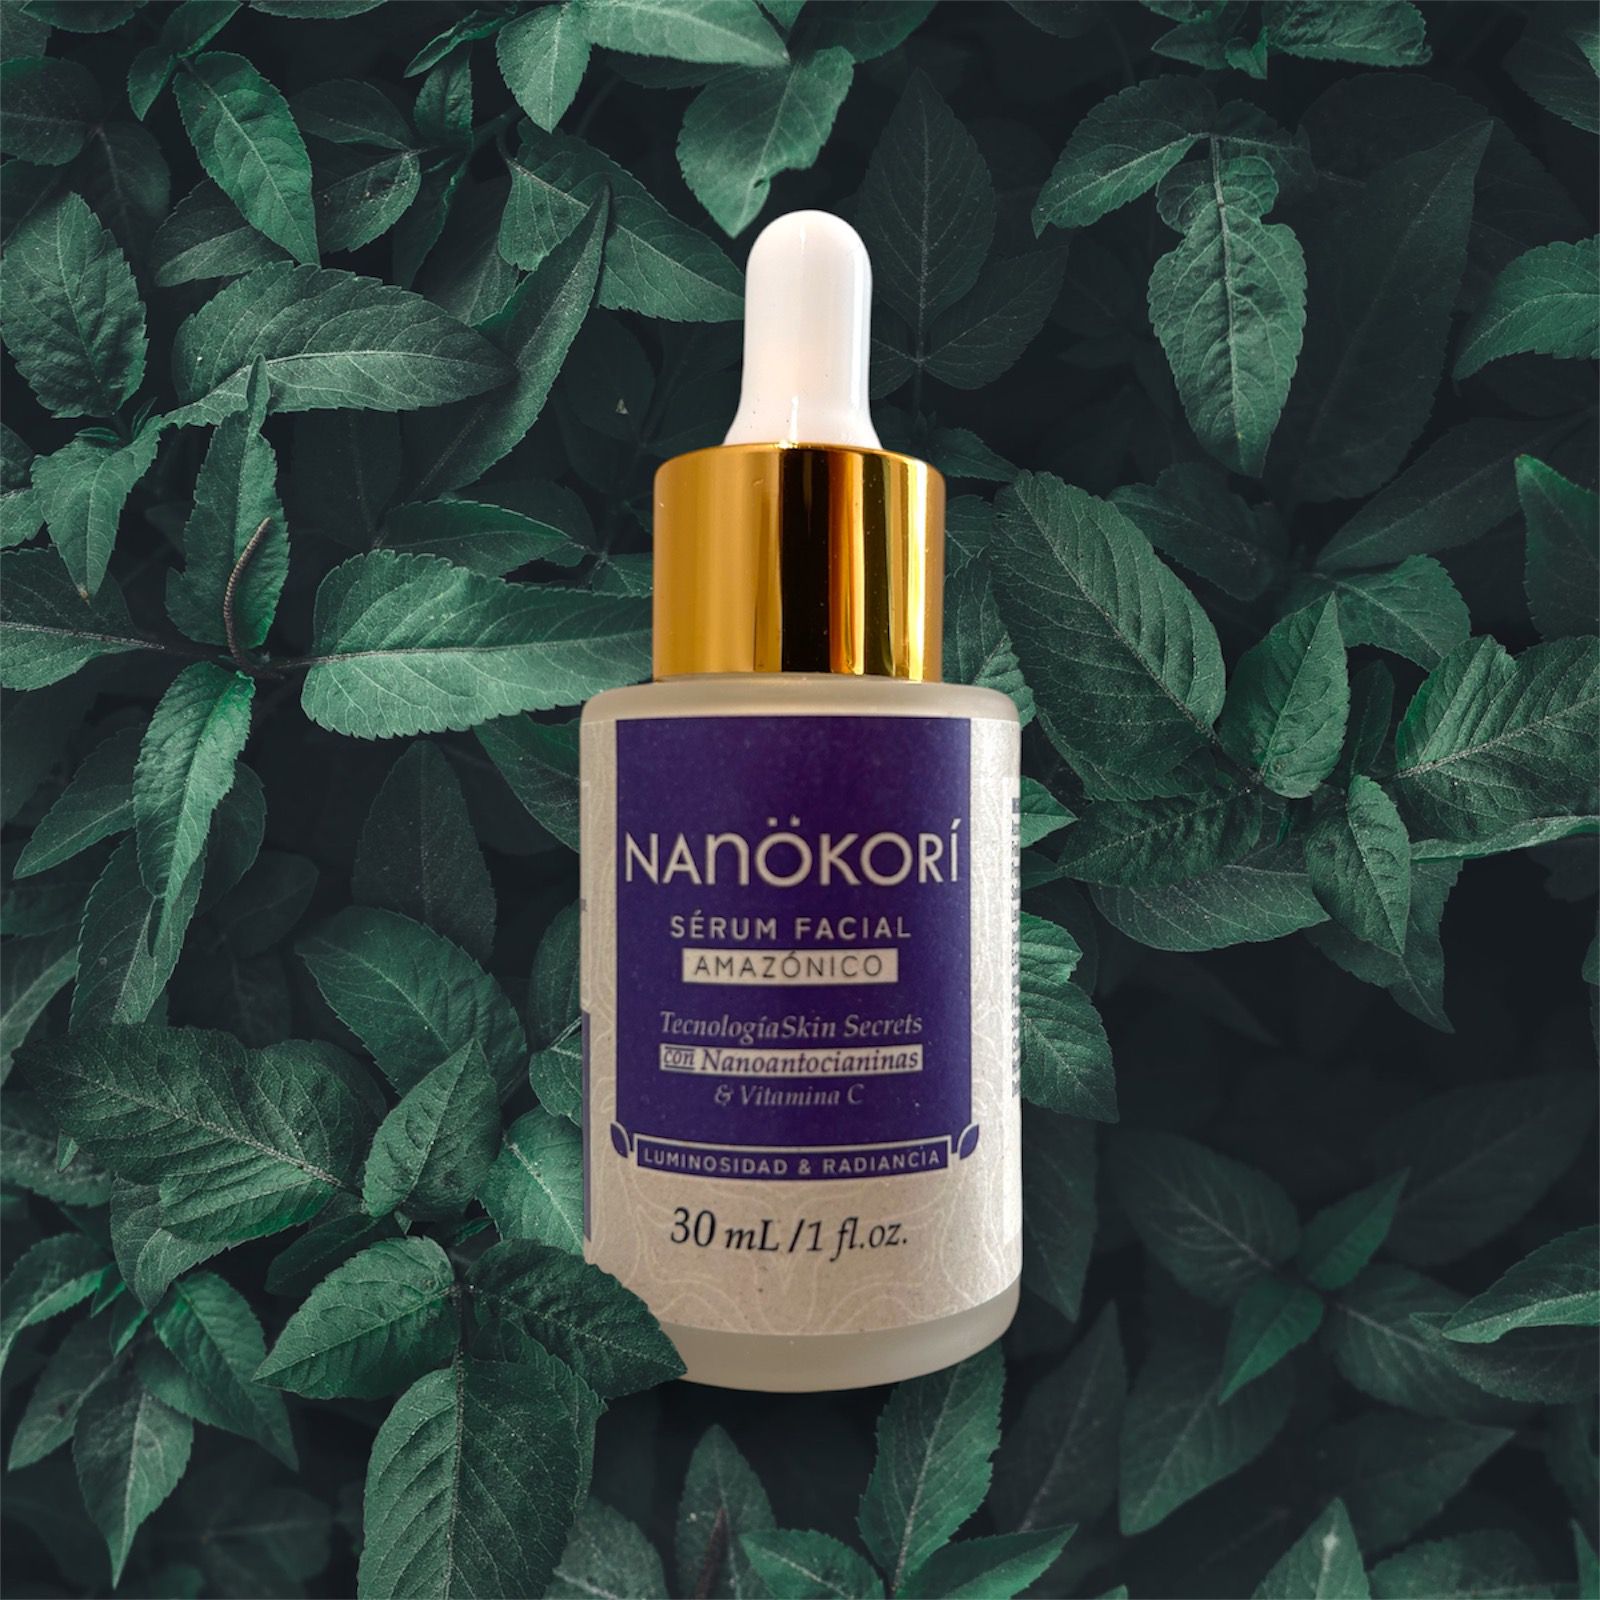 NANÖKORÍ
SÉRUM FACIAL
AMAZÓNICO
TecnologíaSkin Secrets
con Nanoantocianinas
& Vitamina C
LUMINOSIDAD & RADIANCIA
30 mL /1 fl.oz.